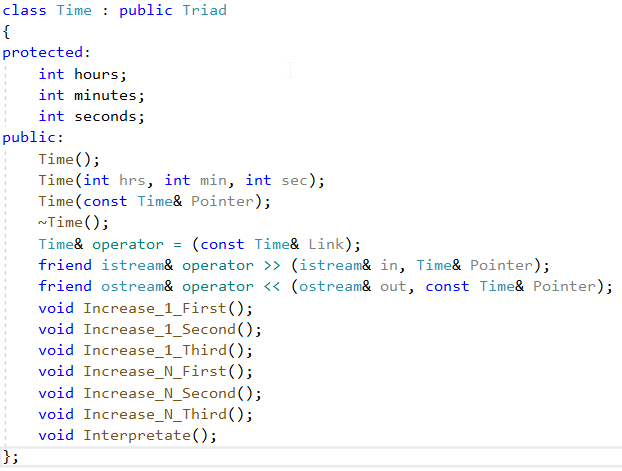 class Time : public Triad
{
protected:
    int hours;
    int minutes;
    int seconds;
public:
    Time();
    Time(int hrs, int min, int sec);
    Time(const Time& Pointer);
    ~Time();
    Time& operator = (const Time& Link);
    friend istream& operator >> (istream& in, Time& Pointer);
    friend ostream& operator << (ostream& out, const Time& Pointer);
    void Increase_1_First();
    void Increase_1_Second();
    void Increase_1_Third();
    void Increase_N_First();
    void Increase_N_Second();
    void Increase_N_Third();
    void Interpretate();
};